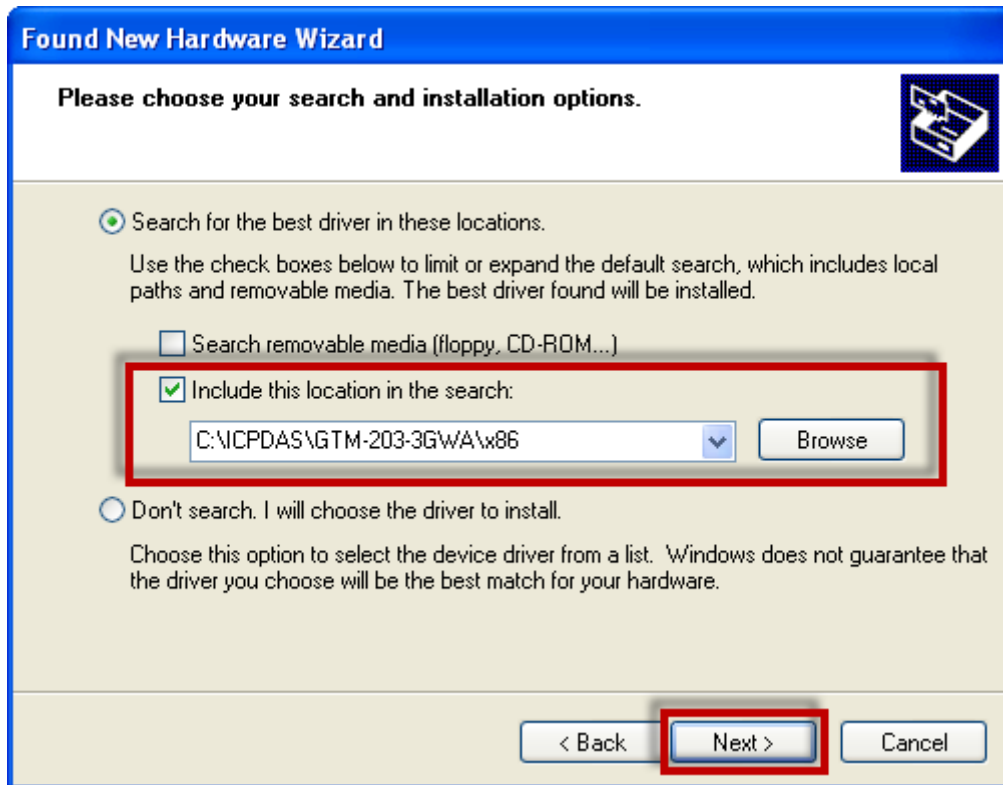 Found New Hardware Wizard
Please choose your search and installation options.
Search for the best driver in these locations.
Use the check boxes below to limit or expand the default search, which includes local
paths and removable media. The best driver found will be installed.
Search removable media (floppy, CD-ROM...)
Include this location in the search:
C:\ICPDAS\GTM-203-3GWA\x86
Browse
Don't search. I will choose the driver to install.
Choose this option to select the device driver from a list.  Windows does not guarantee that
the driver you choose will be the best match for your hardware.
< Back Next > Cancel